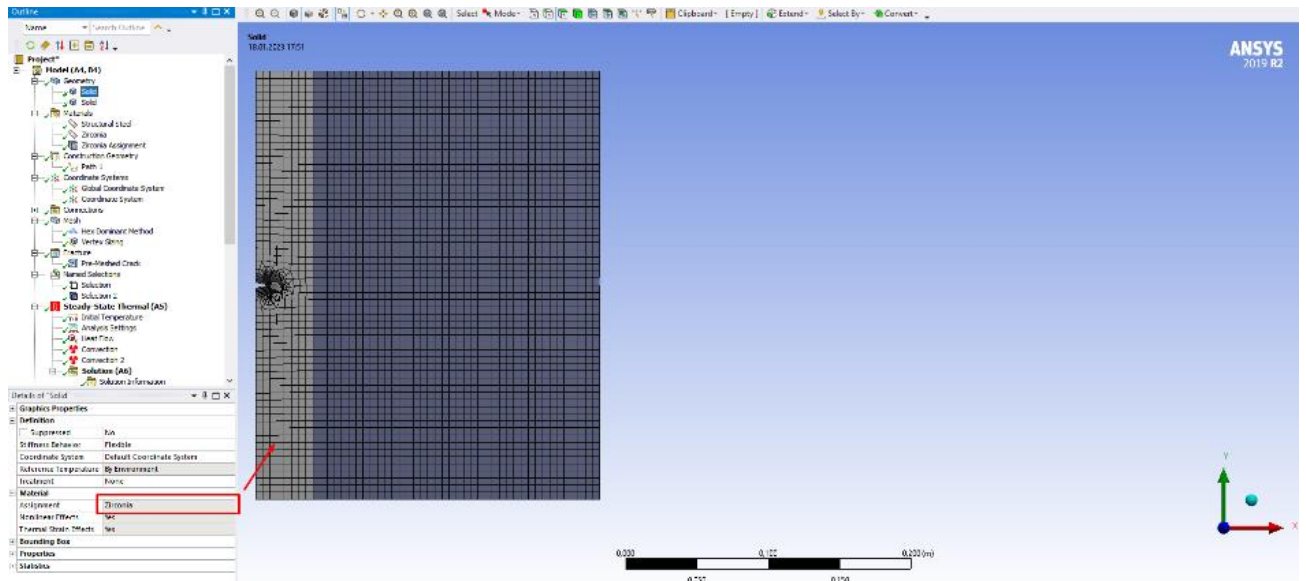 Outline
Name
Search Outline
Select
Mode
Clipboard
[Empty]
Extend
Select By
Convert
Project*
Model (A4, B4)
Geometry
Solid
Solid
Materials
Structural Steel
Zirconia
Zirconia Assignment
Construction Geometry
Path 1
Coordinate Systems
Global Coordinate System
Coordinate System
Connections
Mesh
Hex Dominant Method
Vertex Sizing
Fracture
Pre-Meshed Crack
Named Selections
Selection
Selection 2
Steady-State Thermal (A5)
Initial Temperature
Analysis Settings
Heat Flow
Convection
Convection 2
Solution (A6)
Solution Information
Details of "Solid"
Graphics Properties
Definition
Suppressed No
Stiffness Behavior Flexible
Coordinate System Default Coordinate System
Reference Temperature By Environment
Treatment None
Material
Assignment Zirconia
Nonlinear Effects Yes
Thermal Strain Effects Yes
Bounding Box
Properties
Statistics
Solid
18.01.2023 17:51
ANSYS
2019 R2
Y
X
0,000 0,100 0,200 (m)
0,050 0,150